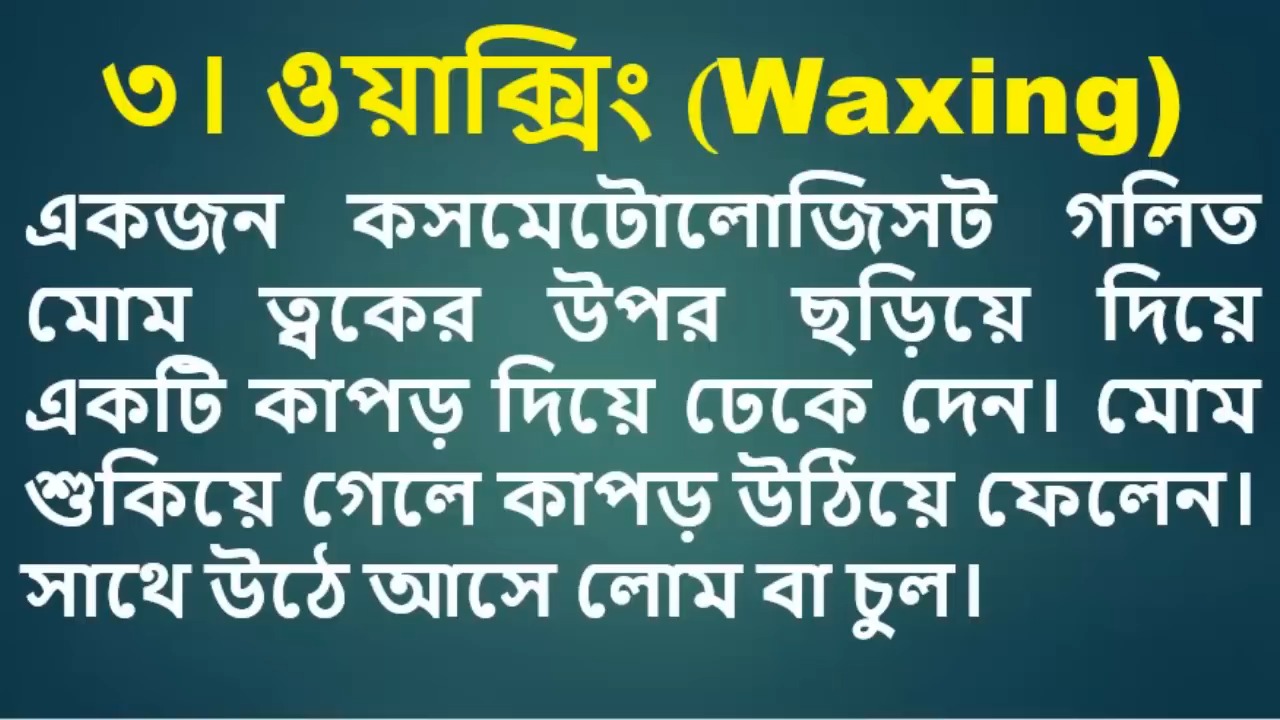 ৩। ওয়াক্সিং (Waxing)
একজন কসমেটোলোজিসট গলিত
মোম ত্বকের উপর ছড়িয়ে দিয়ে
একটি কাপড় দিয়ে ঢেকে দেন। মোম
শুকিয়ে গেলে কাপড় উঠিয়ে ফেলেন।
সাথে উঠে আসে লোম বা চুল।